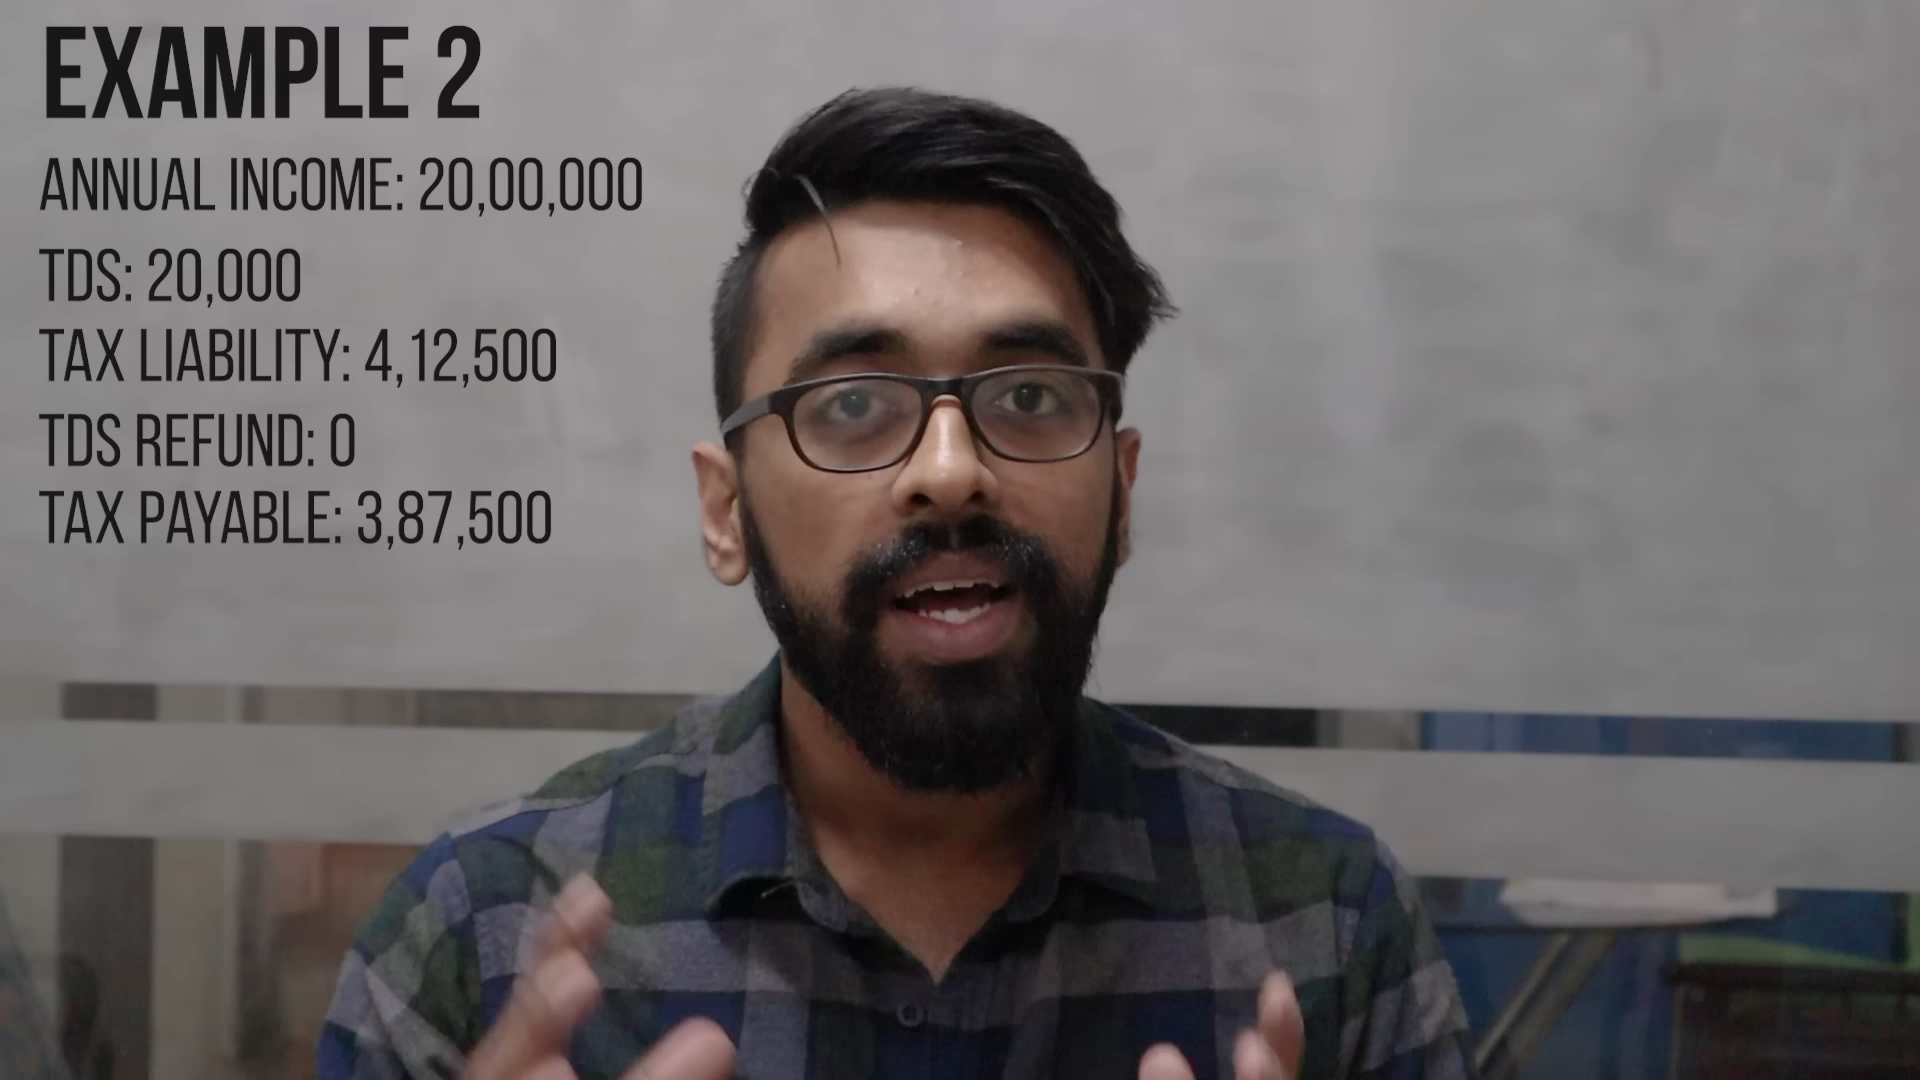 EXAMPLE 2
ANNUAL INCOME: 20,00,000
TDS: 20,000
TAX LIABILITY: 4,12,500
TDS REFUND: 0
TAX PAYABLE: 3,87,500